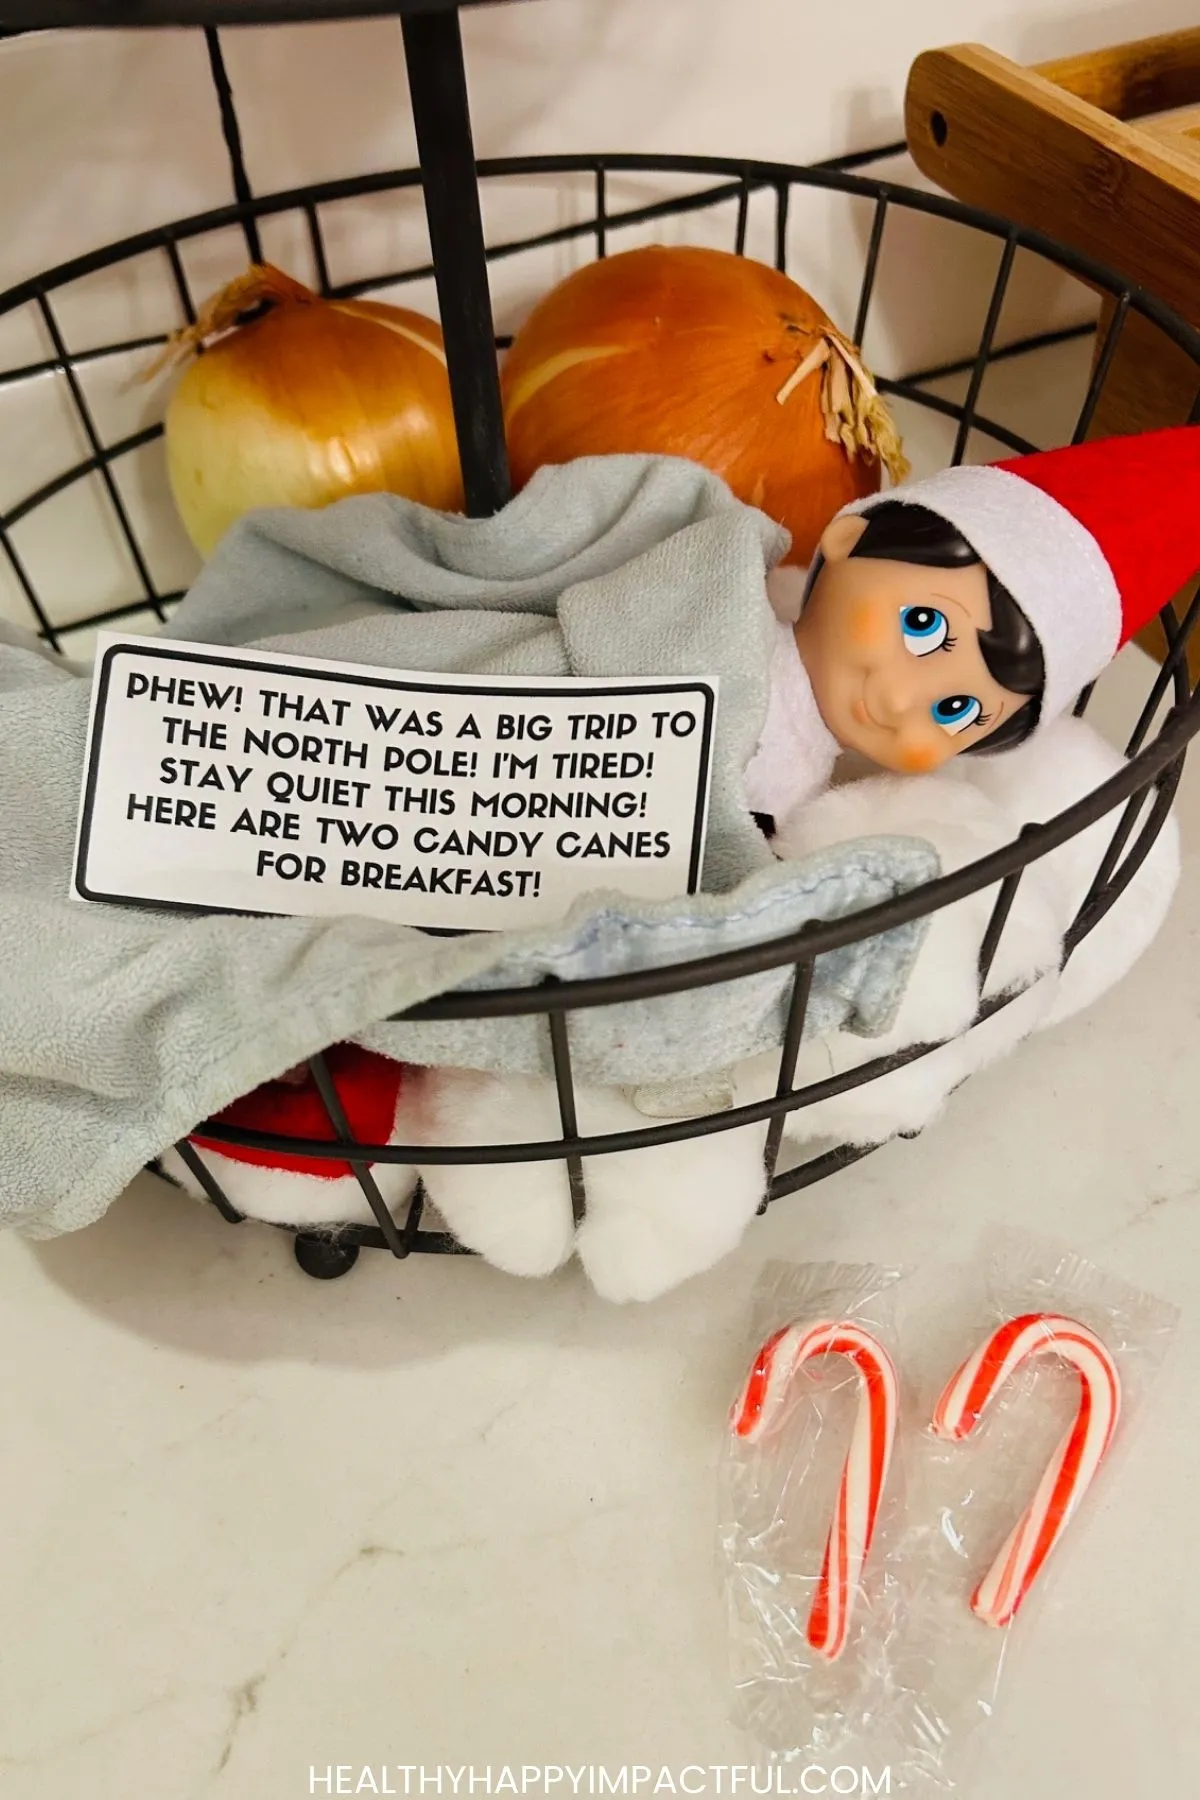 PHEW! THAT WAS A BIG TRIP TO
THE NORTH POLE! I'M TIRED!
STAY QUIET THIS MORNING!
HERE ARE TWO CANDY CANES
FOR BREAKFAST!
HEALTHYHAPPYIMPACTFUL.COM